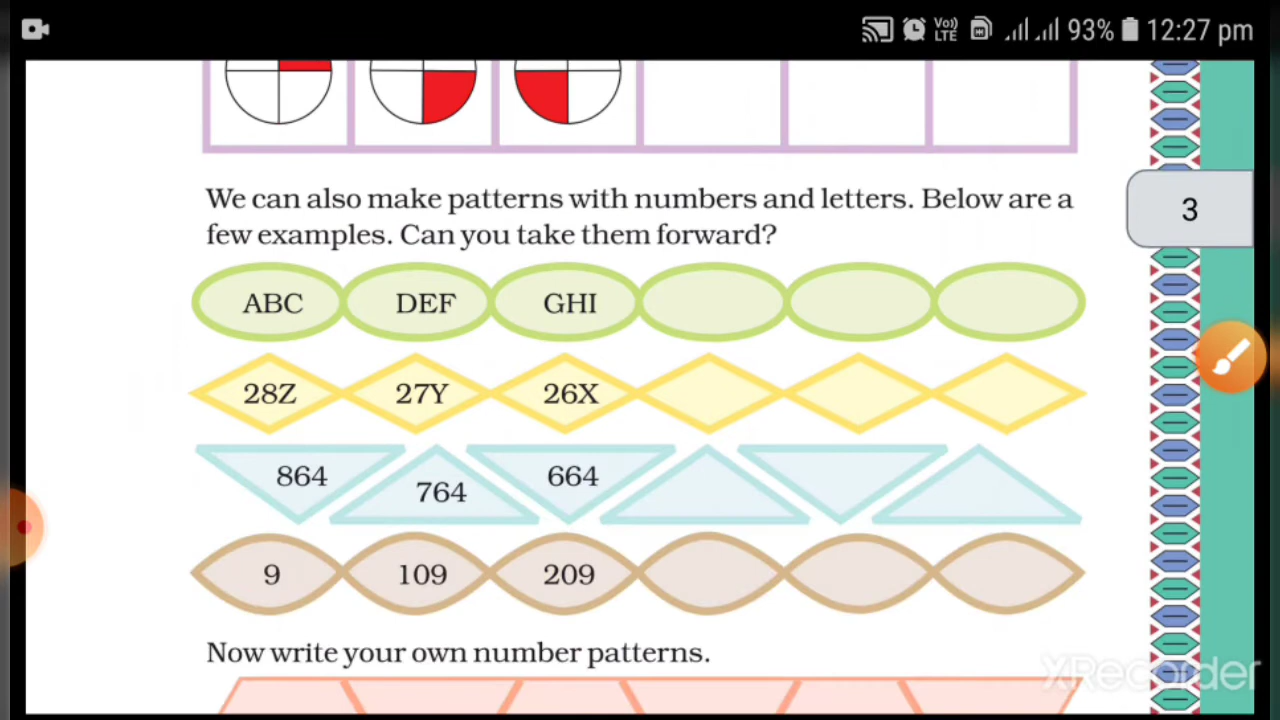 Vo)) LTE 93% 12:27 pm
We can also make patterns with numbers and letters. Below are a
few examples. Can you take them forward?
3
ABC DEF GHI
28Z 27Y 26X
864 764 664
9 109 209
Now write your own number patterns.
XRecorder